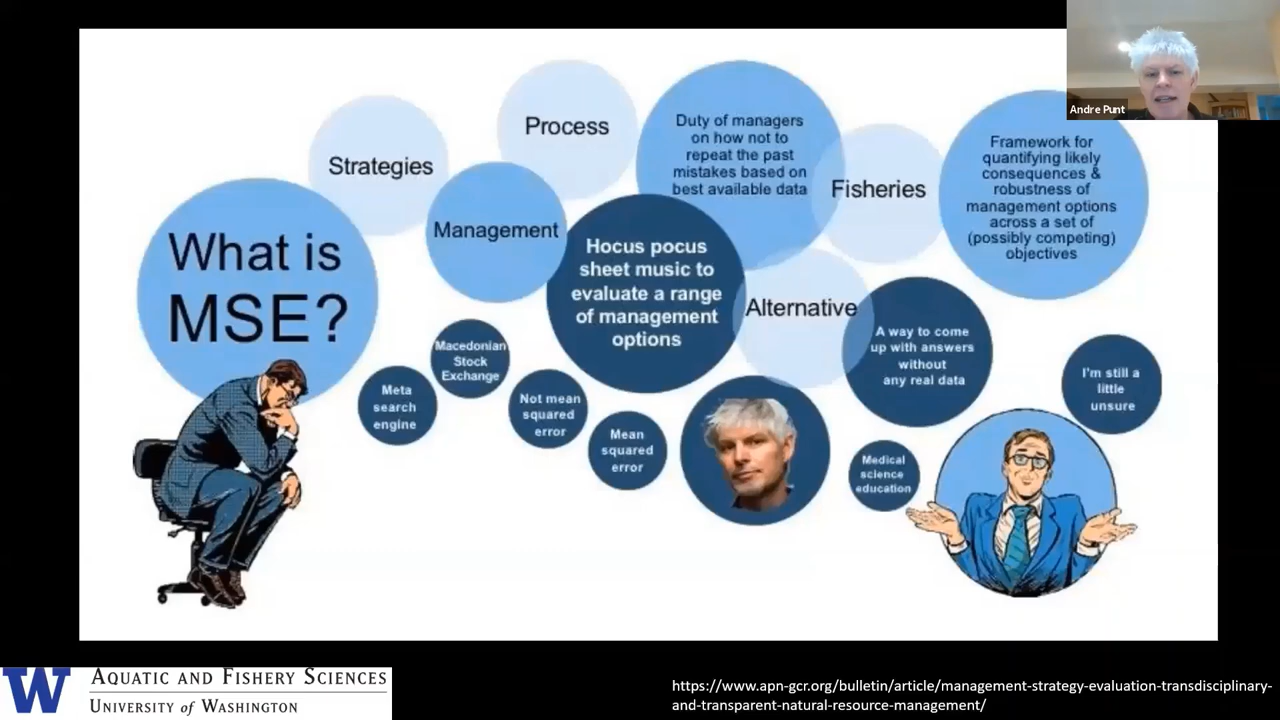 Andre Punt
What is
MSE?
Strategies
Process
Management
Duty of managers
on how not to
repeat the past
mistakes based on
best available data
Fisheries
Framework for
quantifying likely
consequences &
robustness of
management options
across a set of
(possibly competing)
objectives
Hocus pocus
sheet music to
evaluate a range
of management
options
Alternative
A way to come
up with answers
without
any real data
I'm still a
little
unsure
Macedonian
Stock
Exchange
Meta
search
engine
Not mean
squared
error
Mean
squared
error
Medical
science
education
W
AQUATIC AND FISHERY SCIENCES
UNIVERSITY OF WASHINGTON
https://www.apn-gcr.org/bulletin/article/management-strategy-evaluation-transdisciplinary-
and-transparent-natural-resource-management/